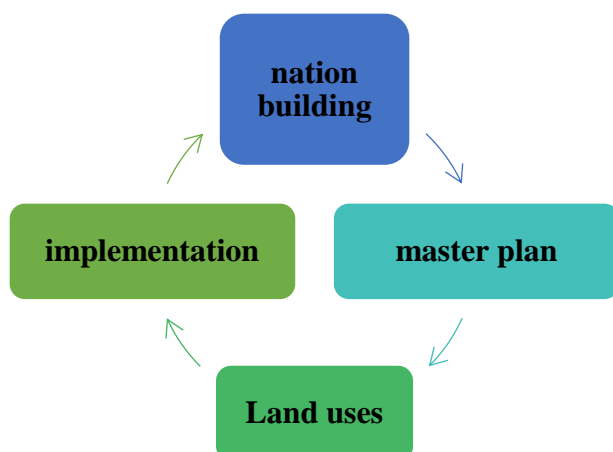 nation
building
implementation
master plan
Land uses